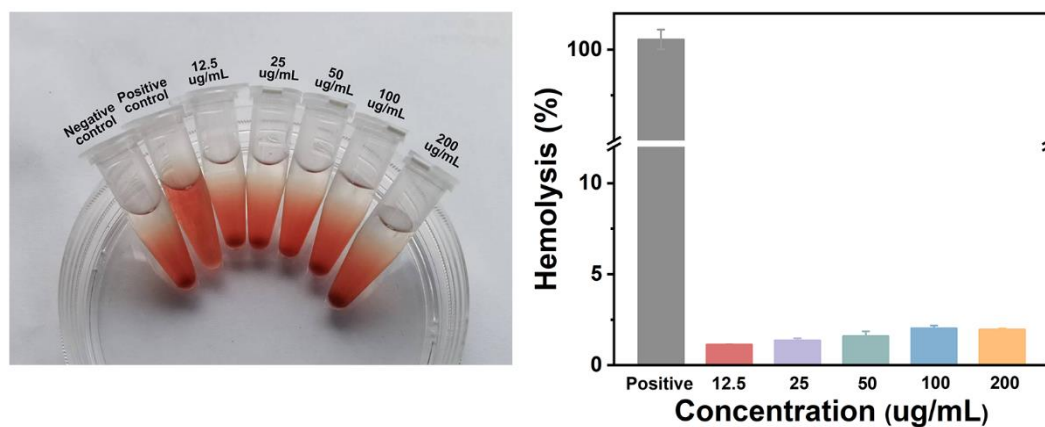 Negative
control
Positive
control
12.5
ug/mL
25
ug/mL
50
ug/mL
100
ug/mL
200
ug/mL
Hemolysis (%)
100
10
5
0
Positive
12.5
25
50
100
200
Concentration (ug/mL)